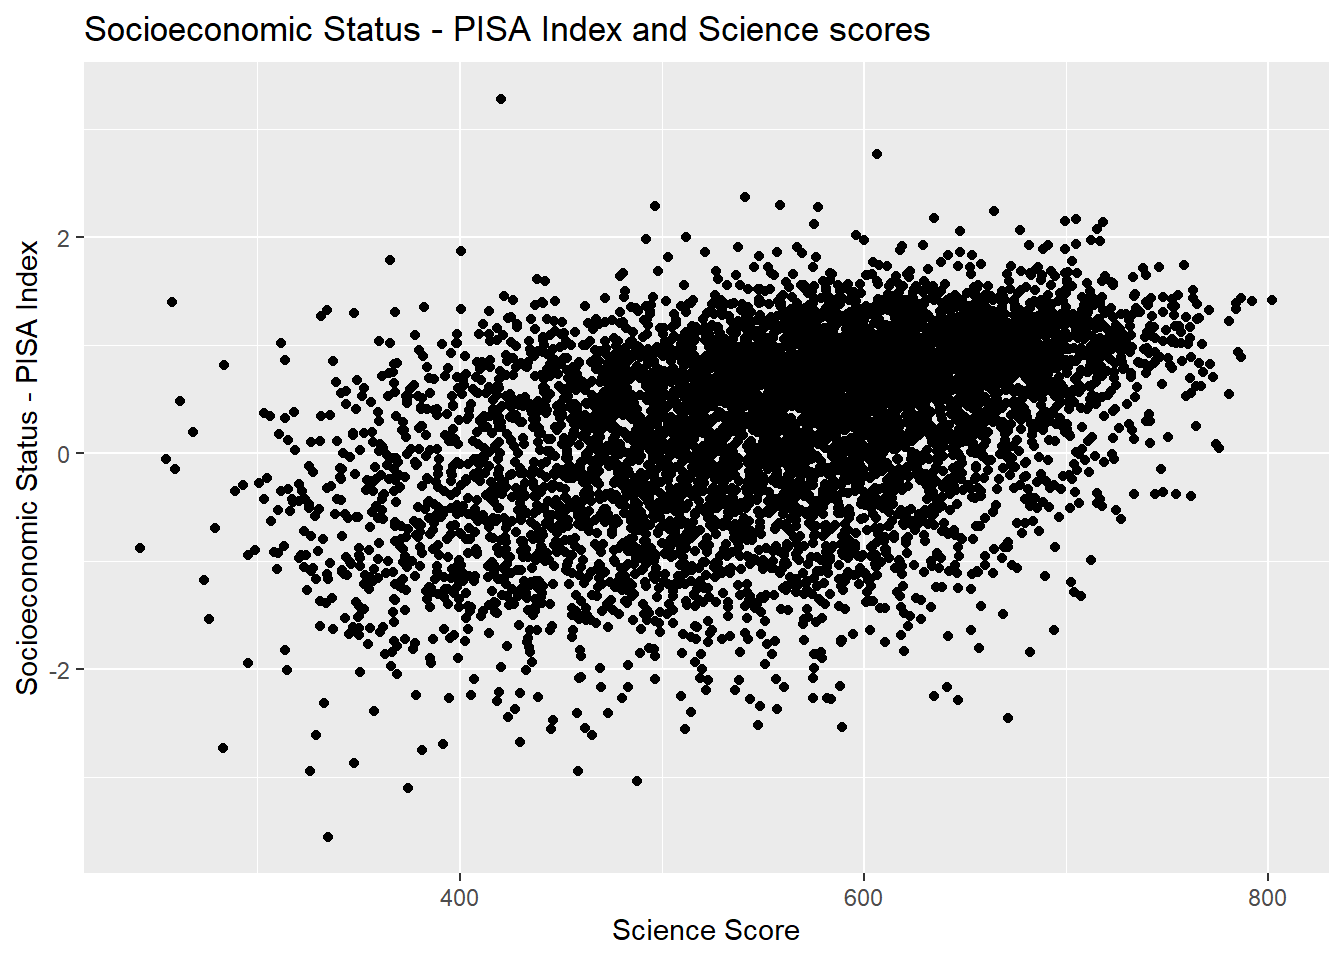 Socioeconomic Status - PISA Index and Science scores
Socioeconomic Status - PISA Index
2
0
-2
400
600
800
Science Score